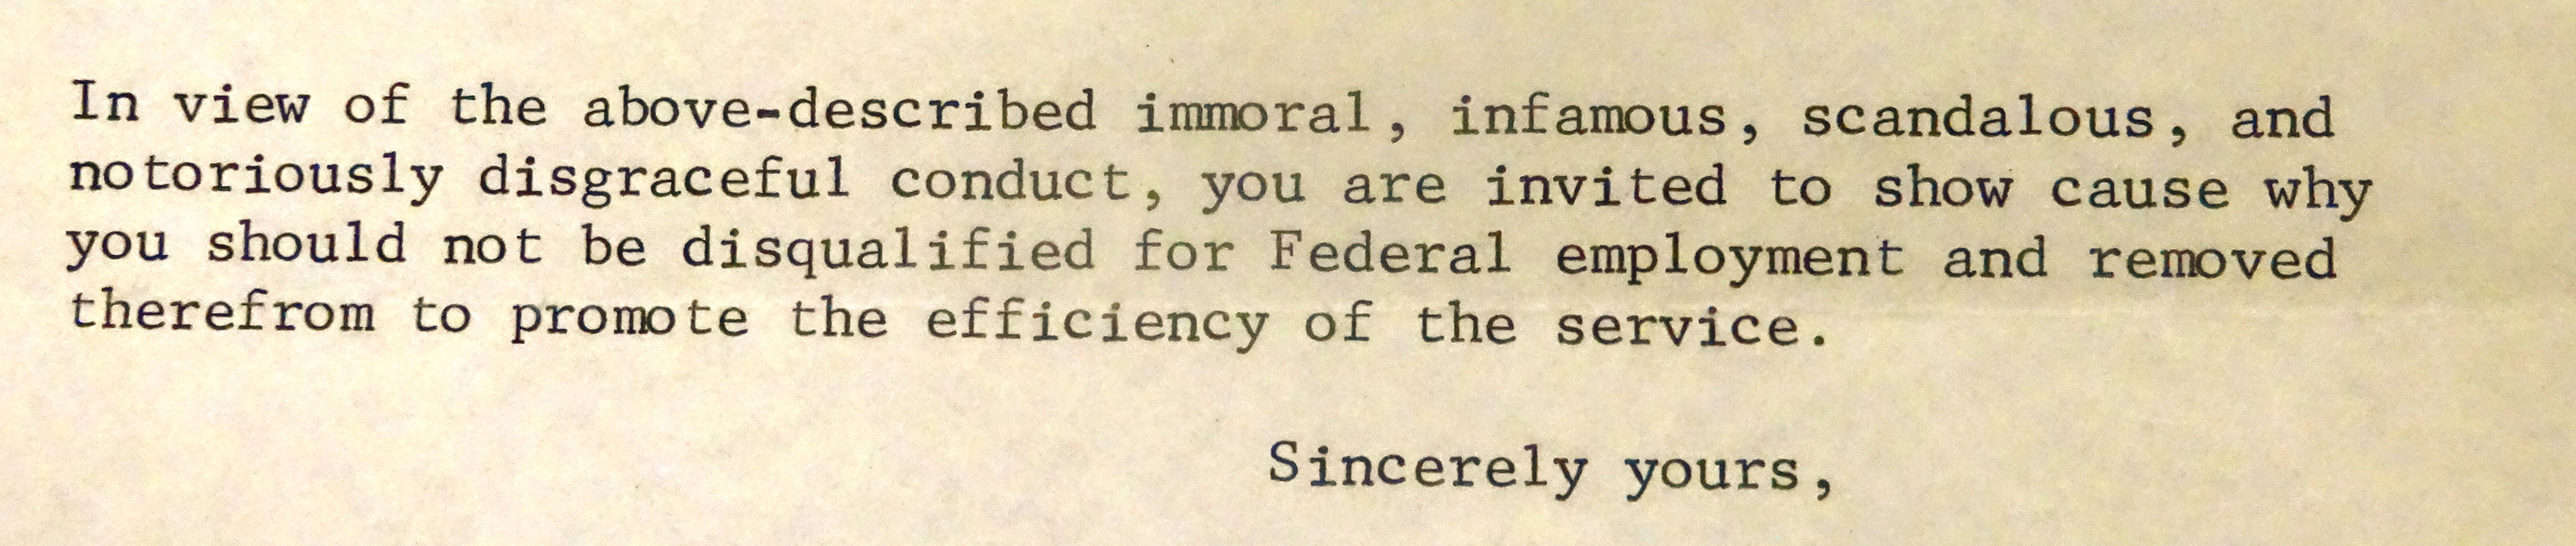 In view of the above-described immoral, infamous, scandalous, and
notoriously disgraceful conduct, you are invited to show cause why
you should not be disqualified for Federal employment and removed
therefrom to promote the efficiency of the service.
Sincerely yours,